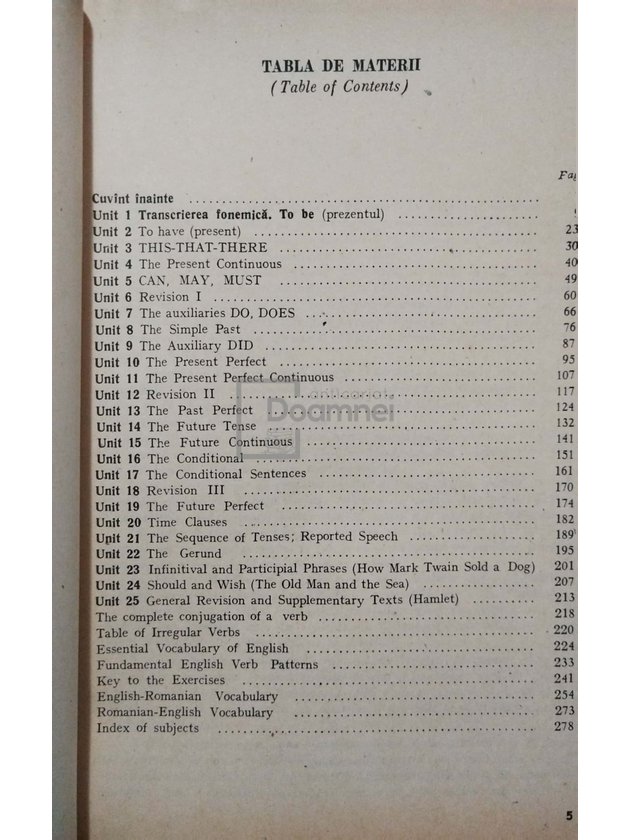 TABLA DE MATERII
(Table of Contents)
Cuvînt înainte
Unit 1 Transcrierea fonemică. To be (prezentul)
Unit 2 To have (present) 23
Unit 3 THIS-THAT-THERE 30
Unit 4 The Present Continuous 40
Unit 5 CAN, MAY, MUST 49
Unit 6 Revision I 60
Unit 7 The auxiliaries DO, DOES 66
Unit 8 The Simple Past 76
Unit 9 The Auxiliary DID 87
Unit 10 The Present Perfect 95
Unit 11 The Present Perfect Continuous 107
Unit 12 Revision II 117
Unit 13 The Past Perfect 124
Unit 14 The Future Tense 132
Unit 15 The Future Continuous 141
Unit 16 The Conditional 151
Unit 17 The Conditional Sentences 161
Unit 18 Revision III 170
Unit 19 The Future Perfect 174
Unit 20 Time Clauses 182
Unit 21 The Sequence of Tenses; Reported Speech 189
Unit 22 The Gerund 195
Unit 23 Infinitival and Participial Phrases (How Mark Twain Sold a Dog) 201
Unit 24 Should and Wish (The Old Man and the Sea) 207
Unit 25 General Revision and Supplementary Texts (Hamlet) 213
The complete conjugation of a verb 218
Table of Irregular Verbs 220
Essential Vocabulary of English 224
Fundamental English Verb Patterns 233
Key to the Exercises 241
English-Romanian Vocabulary 254
Romanian-English Vocabulary 273
Index of subjects 278
5
anticariat
Doamnei